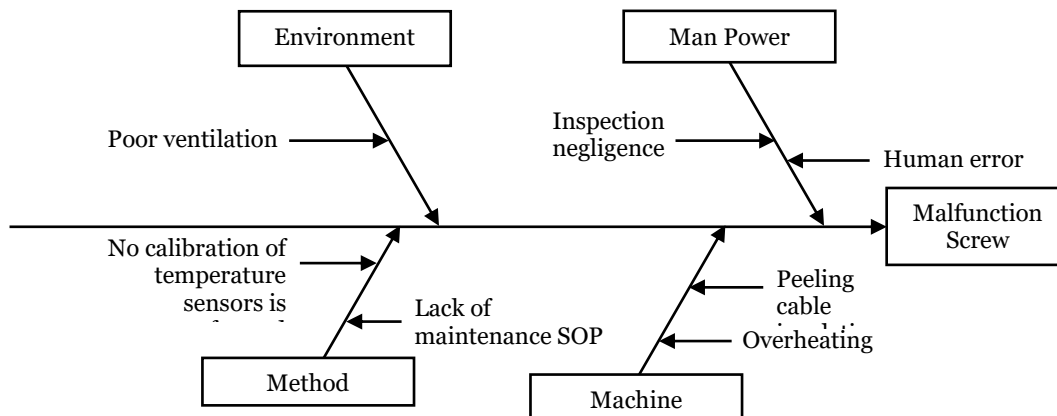 Environment
Man Power
Poor ventilation
Inspection
negligence
Human error
Malfunction
Screw
No calibration of
temperature
sensors is
Lack of
maintenance SOP
Peeling
cable
Overheating
Method
Machine